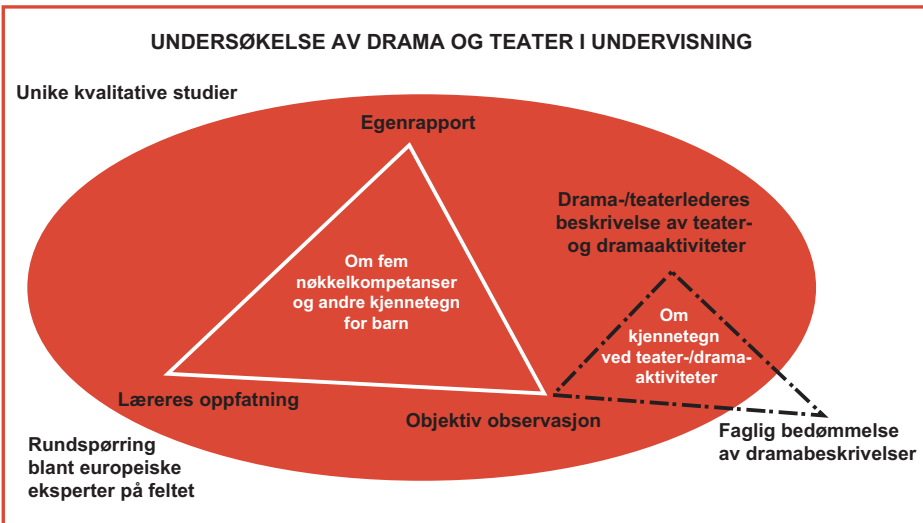 UNDERSØKELSE AV DRAMA OG TEATER I UNDERVISNING
Unike kvalitative studier
Egenrapport
Drama-/teaterlederes
beskrivelse av teater-
og dramaaktiviteter
Om fem
nøkkelkompetanser
og andre kjennetegn
for barn
Om
kjennetegn
ved teater-/drama-
aktiviteter
Læreres oppfatning
Objektiv observasjon
Faglig bedømmelse
av dramabeskrivelser
Rundspørring
blant europeiske
eksperter på feltet